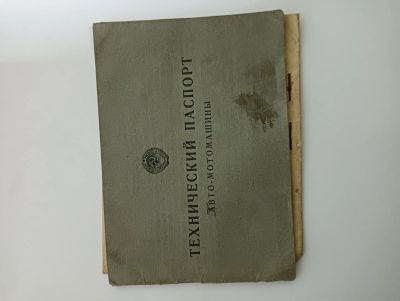 ТЕХНИЧЕСКИЙ ПАСПОРТ
АВТО-МОТОМАШИНЫ